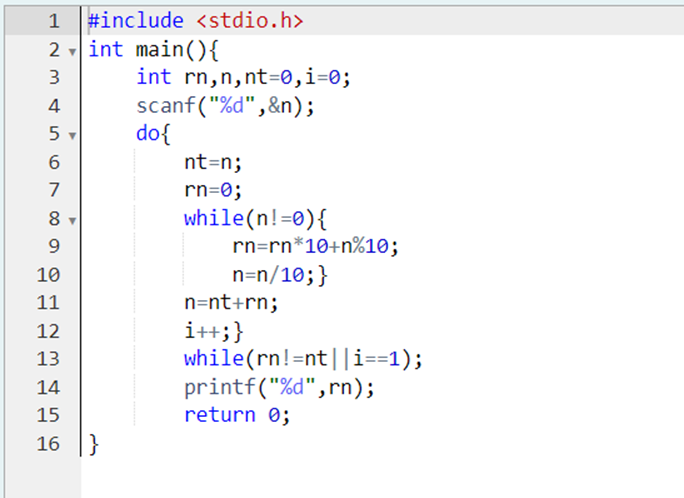 1 #include <stdio.h>
2 int main(){
3 int rn,n,nt=0,i=0;
4 scanf("%d",&n);
5 do{
6 nt=n;
7 rn=0;
8 while(n!=0){
9 rn=rn*10+n%10;
10 n=n/10;}
11 n=nt+rn;
12 i++;}
13 while(rn!=nt||i==1);
14 printf("%d",rn);
15 return 0;
16 }